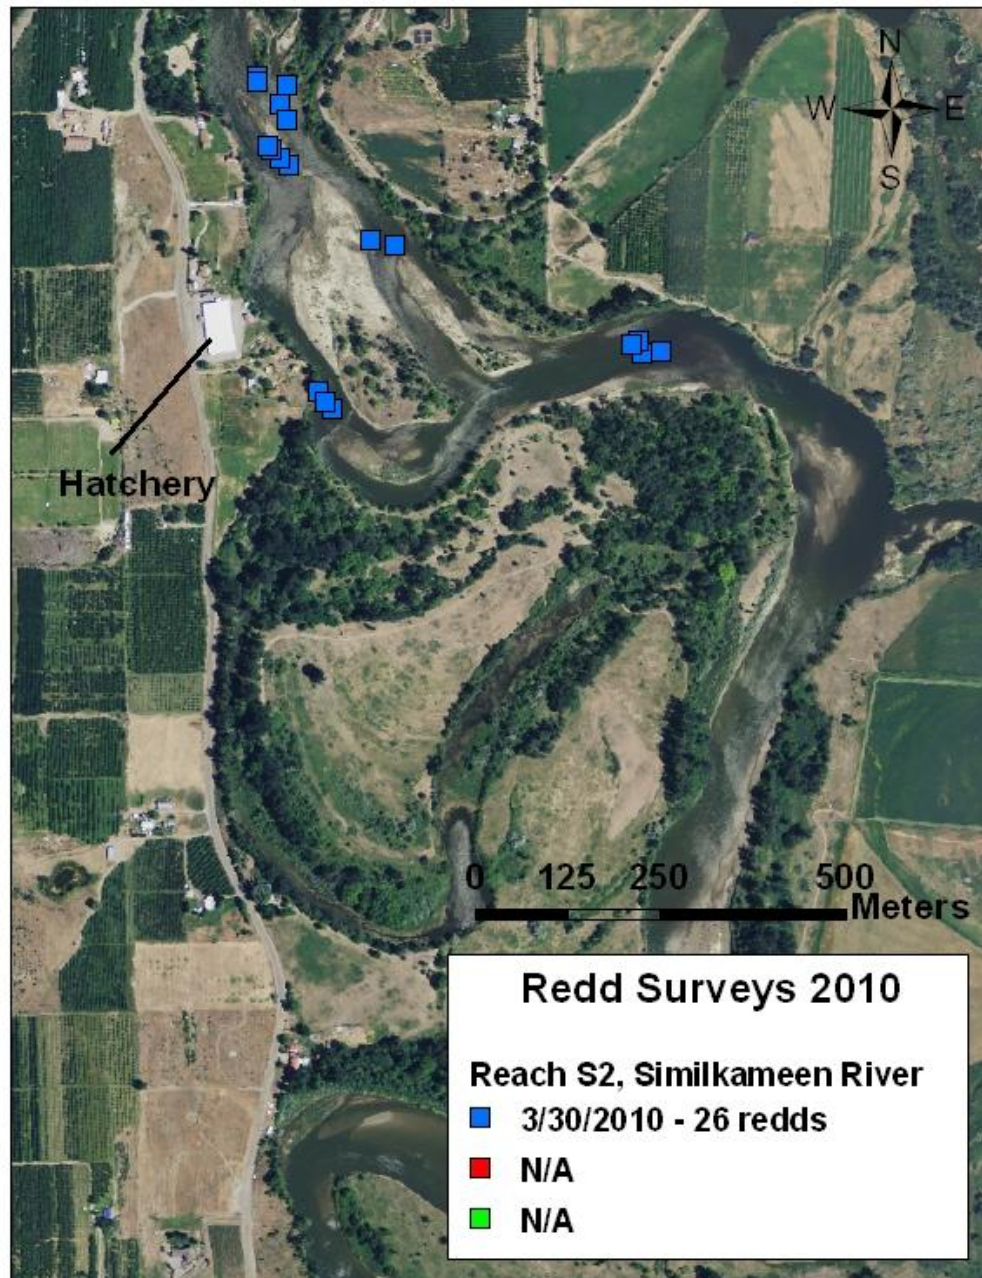 N
W E
S
Hatchery
0 125 250 500
Meters
Redd Surveys 2010
Reach S2, Similkameen River
3/30/2010 - 26 redds
N/A
N/A